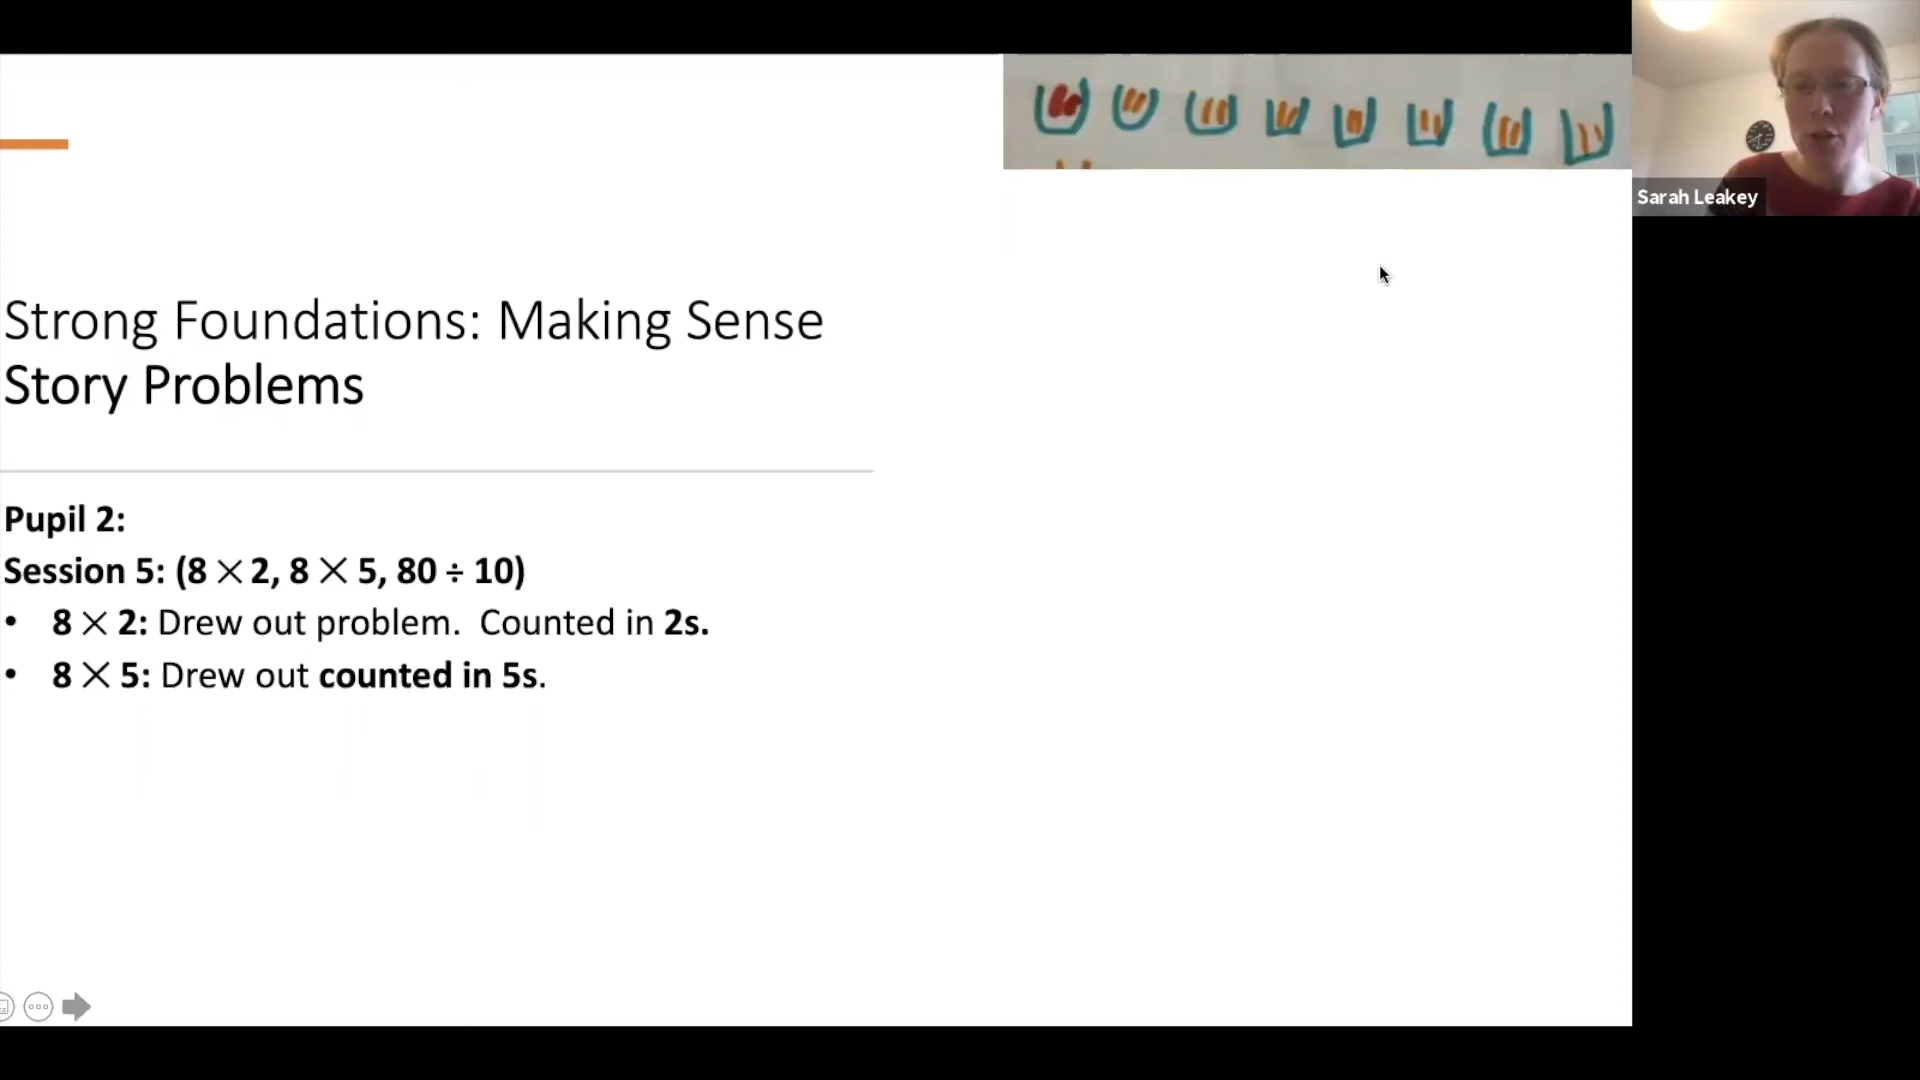 Sarah Leakey
Strong Foundations: Making Sense
Story Problems
Pupil 2:
Session 5: (8 × 2, 8 × 5, 80 ÷ 10)
• 8 × 2: Drew out problem. Counted in 2s.
• 8 × 5: Drew out counted in 5s.